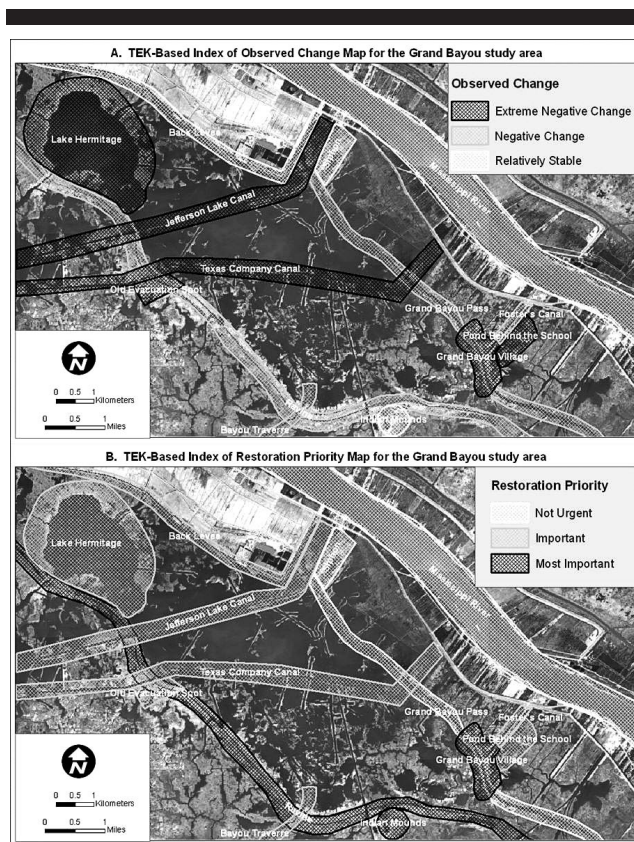 A. TEK-Based Index of Observed Change Map for the Grand Bayou study area
Observed Change
Extreme Negative Change
Negative Change
Relatively Stable
Lake Hermitage
Back Levee
Mississippi River
Jefferson Lake Canal
Texas Company Canal
Old Evacuation Spot
Grand Bayou Pass
Foster's Canal
Pond Behind the School
Grand Bayou Village
N
0 0.5 1
Kilometers
0 0.5 1
Miles
Indian Mounds
Bayou Traverre
B. TEK-Based Index of Restoration Priority Map for the Grand Bayou study area
Restoration Priority
Not Urgent
Important
Most Important
Lake Hermitage
Back Levee
Mississippi River
Jefferson Lake Canal
Texas Company Canal
Old Evacuation Spot
Grand Bayou Pass
Foster's Canal
Pond Behind the School
Grand Bayou Village
N
0 0.5 1
Kilometers
0 0.5 1
Miles
Indian Mounds
Bayou Traverre